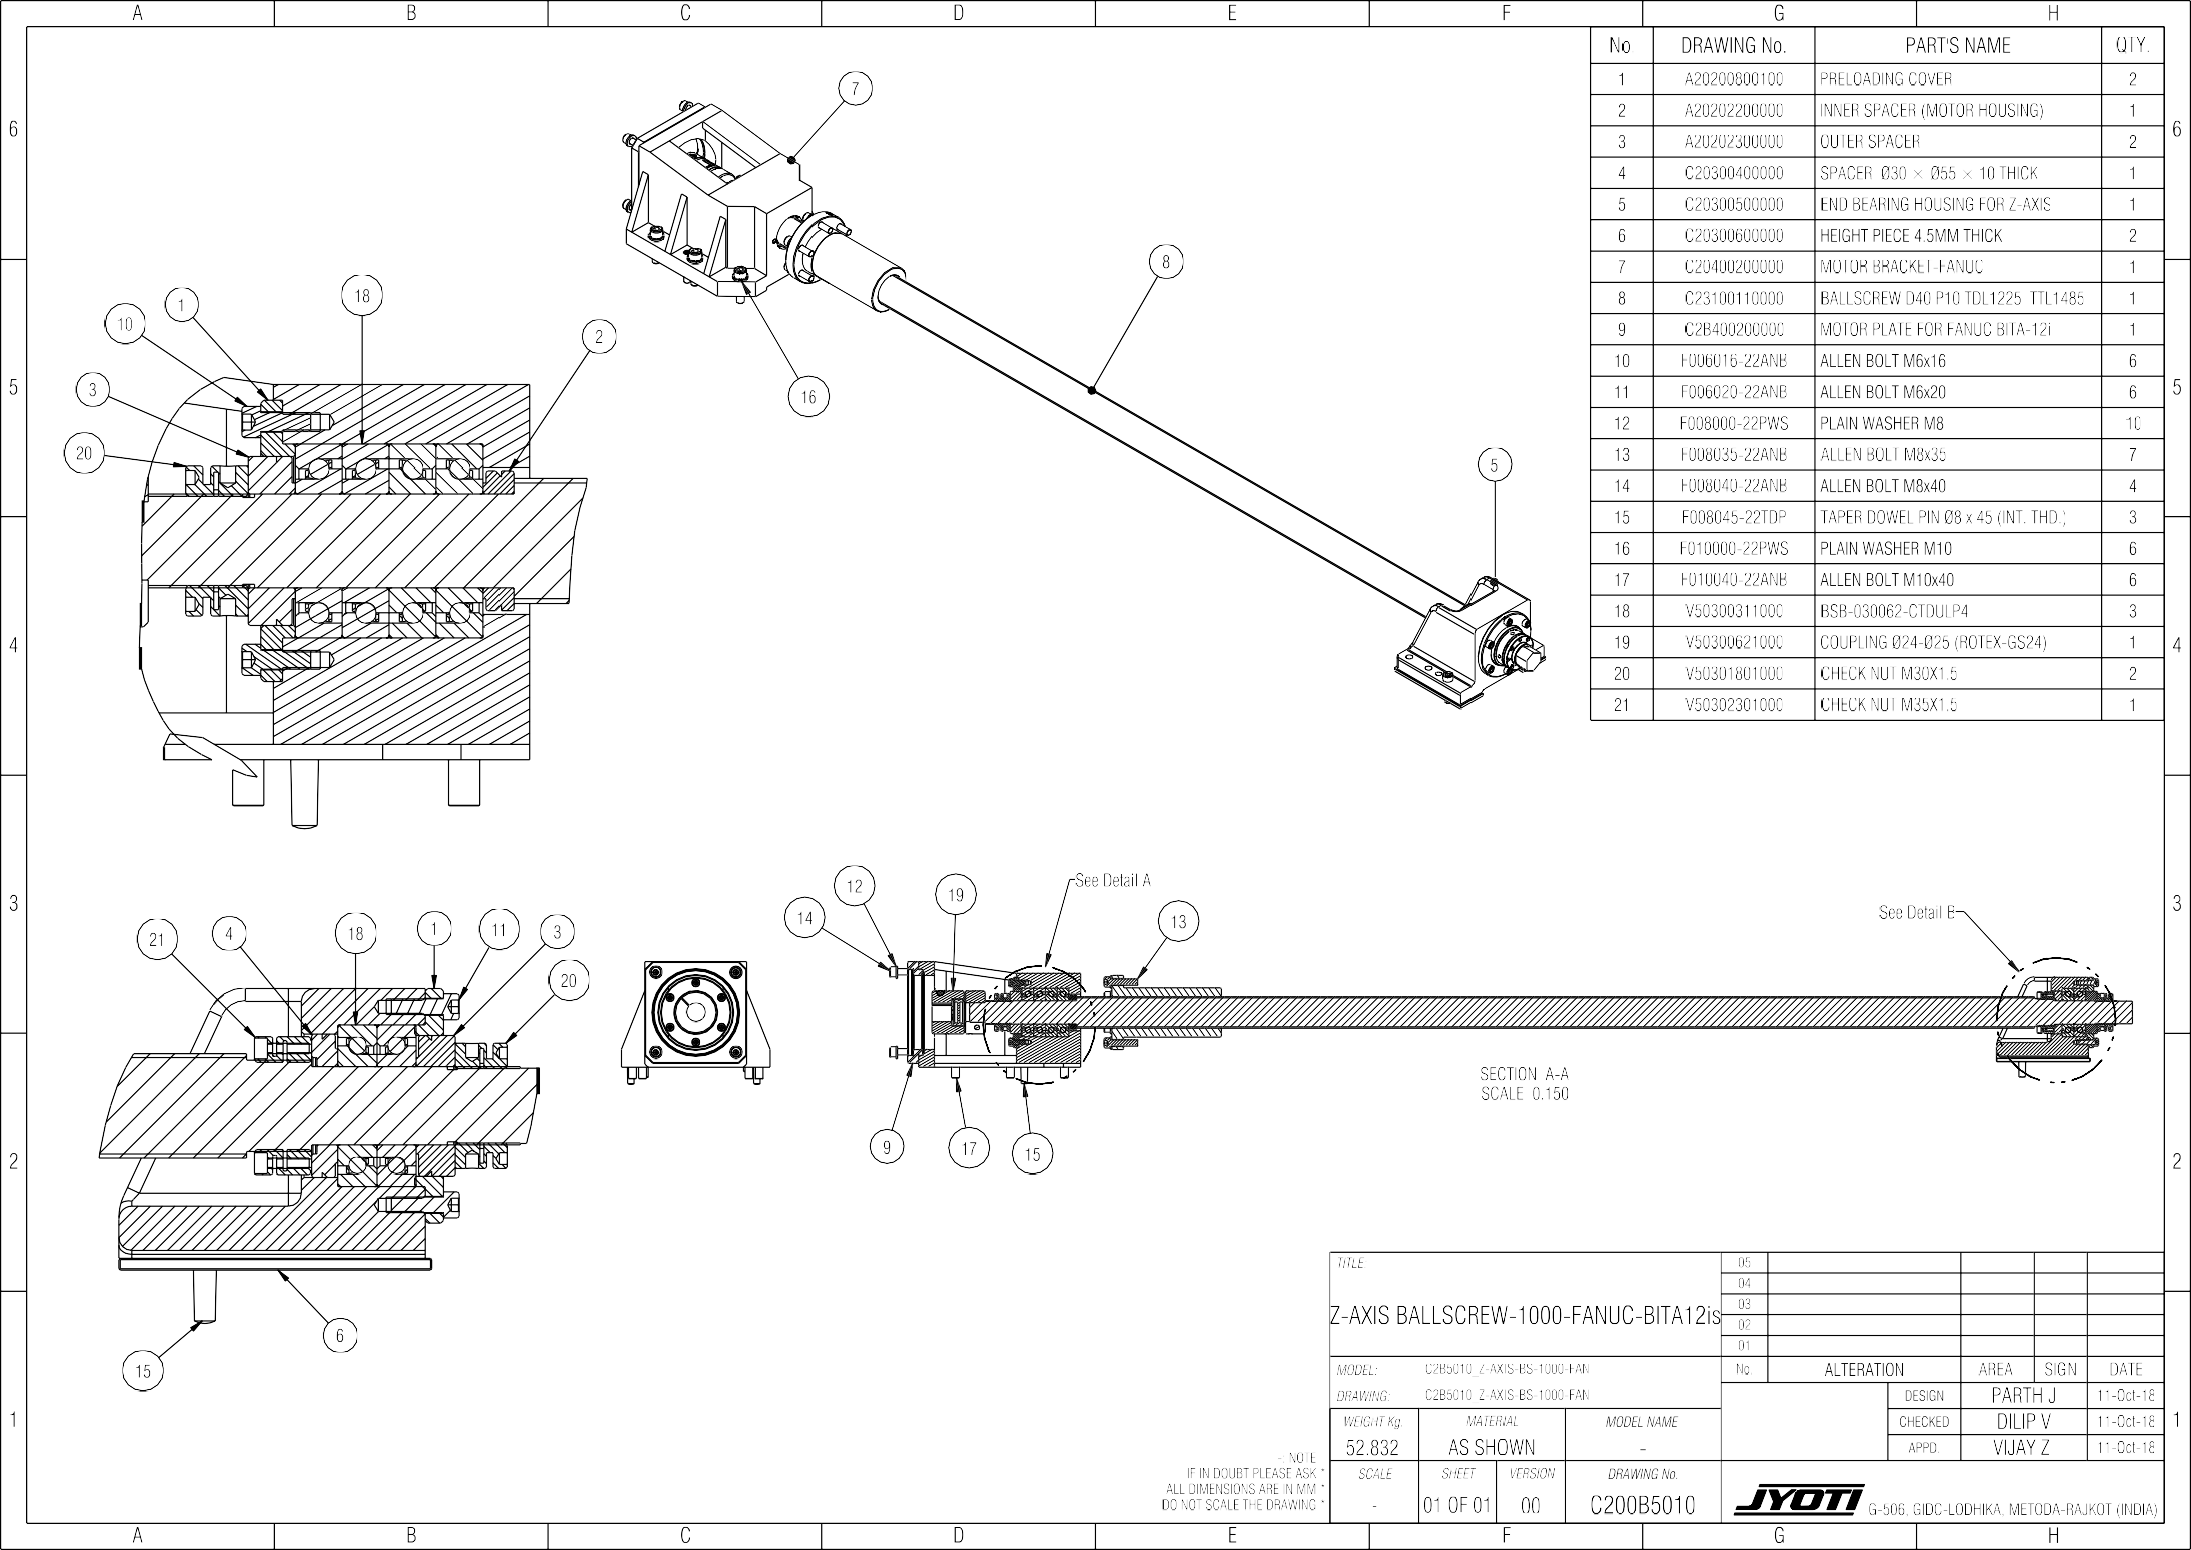 A B C D E F G H
No DRAWING No. PART'S NAME QTY.
1 A20200800100 PRELOADING COVER 2
2 A20202200000 INNER SPACER (MOTOR HOUSING) 1
3 A20202300000 OUTER SPACER 2
4 C20300400000 SPACER Ø30 × Ø55 × 10 THICK 1
5 C20300500000 END BEARING HOUSING FOR Z-AXIS 1
6 C20300600000 HEIGHT PIECE 4.5MM THICK 2
7 C20400200000 MOTOR BRACKET-FANUC 1
8 C23100110000 BALLSCREW D40 P10 TDL1225 TTL1485 1
9 C2B400200000 MOTOR PLATE FOR FANUC BITA-12i 1
10 F006016-22ANB ALLEN BOLT M6x16 6
11 F006020-22ANB ALLEN BOLT M6x20 6
12 F008000-22PWS PLAIN WASHER M8 10
13 F008035-22ANB ALLEN BOLT M8x35 7
14 F008040-22ANB ALLEN BOLT M8x40 4
15 F008045-22TDP TAPER DOWEL PIN Ø8 x 45 (INT. THD.) 3
16 F010000-22PWS PLAIN WASHER M10 6
17 F010040-22ANB ALLEN BOLT M10x40 6
18 V50300311000 BSB-030062-CTDULP4 3
19 V50300621000 COUPLING Ø24-Ø25 (ROTEX-GS24) 1
20 V50301801000 CHECK NUT M30X1.5 2
21 V50302301000 CHECK NUT M35X1.5 1
6
5
4
3
2
1
6
5
4
3
2
1
7
8
16
5
18
1
10
2
3
20
21
4
18
1
11
3
20
6
15
12
19
14
13
9
17
15
See Detail A
See Detail B
SECTION A-A
SCALE 0.150
-: NOTE
IF IN DOUBT PLEASE ASK *
ALL DIMENSIONS ARE IN MM *
DO NOT SCALE THE DRAWING *
TITLE
Z-AXIS BALLSCREW-1000-FANUC-BITA12is
MODEL: C2B5010_Z-AXIS-BS-1000-FAN
DRAWING: C2B5010_Z-AXIS-BS-1000-FAN
WEIGHT Kg. MATERIAL MODEL NAME
52.832 AS SHOWN -
SCALE SHEET VERSION DRAWING No.
- 01 OF 01 00 C200B5010
05
04
03
02
01
No. ALTERATION AREA SIGN DATE
DESIGN PARTH J 11-Oct-18
CHECKED DILIP V 11-Oct-18
APPD. VIJAY Z 11-Oct-18
JYOTI G-506, GIDC-LODHIKA, METODA-RAJKOT (INDIA)
A B C D E F G H